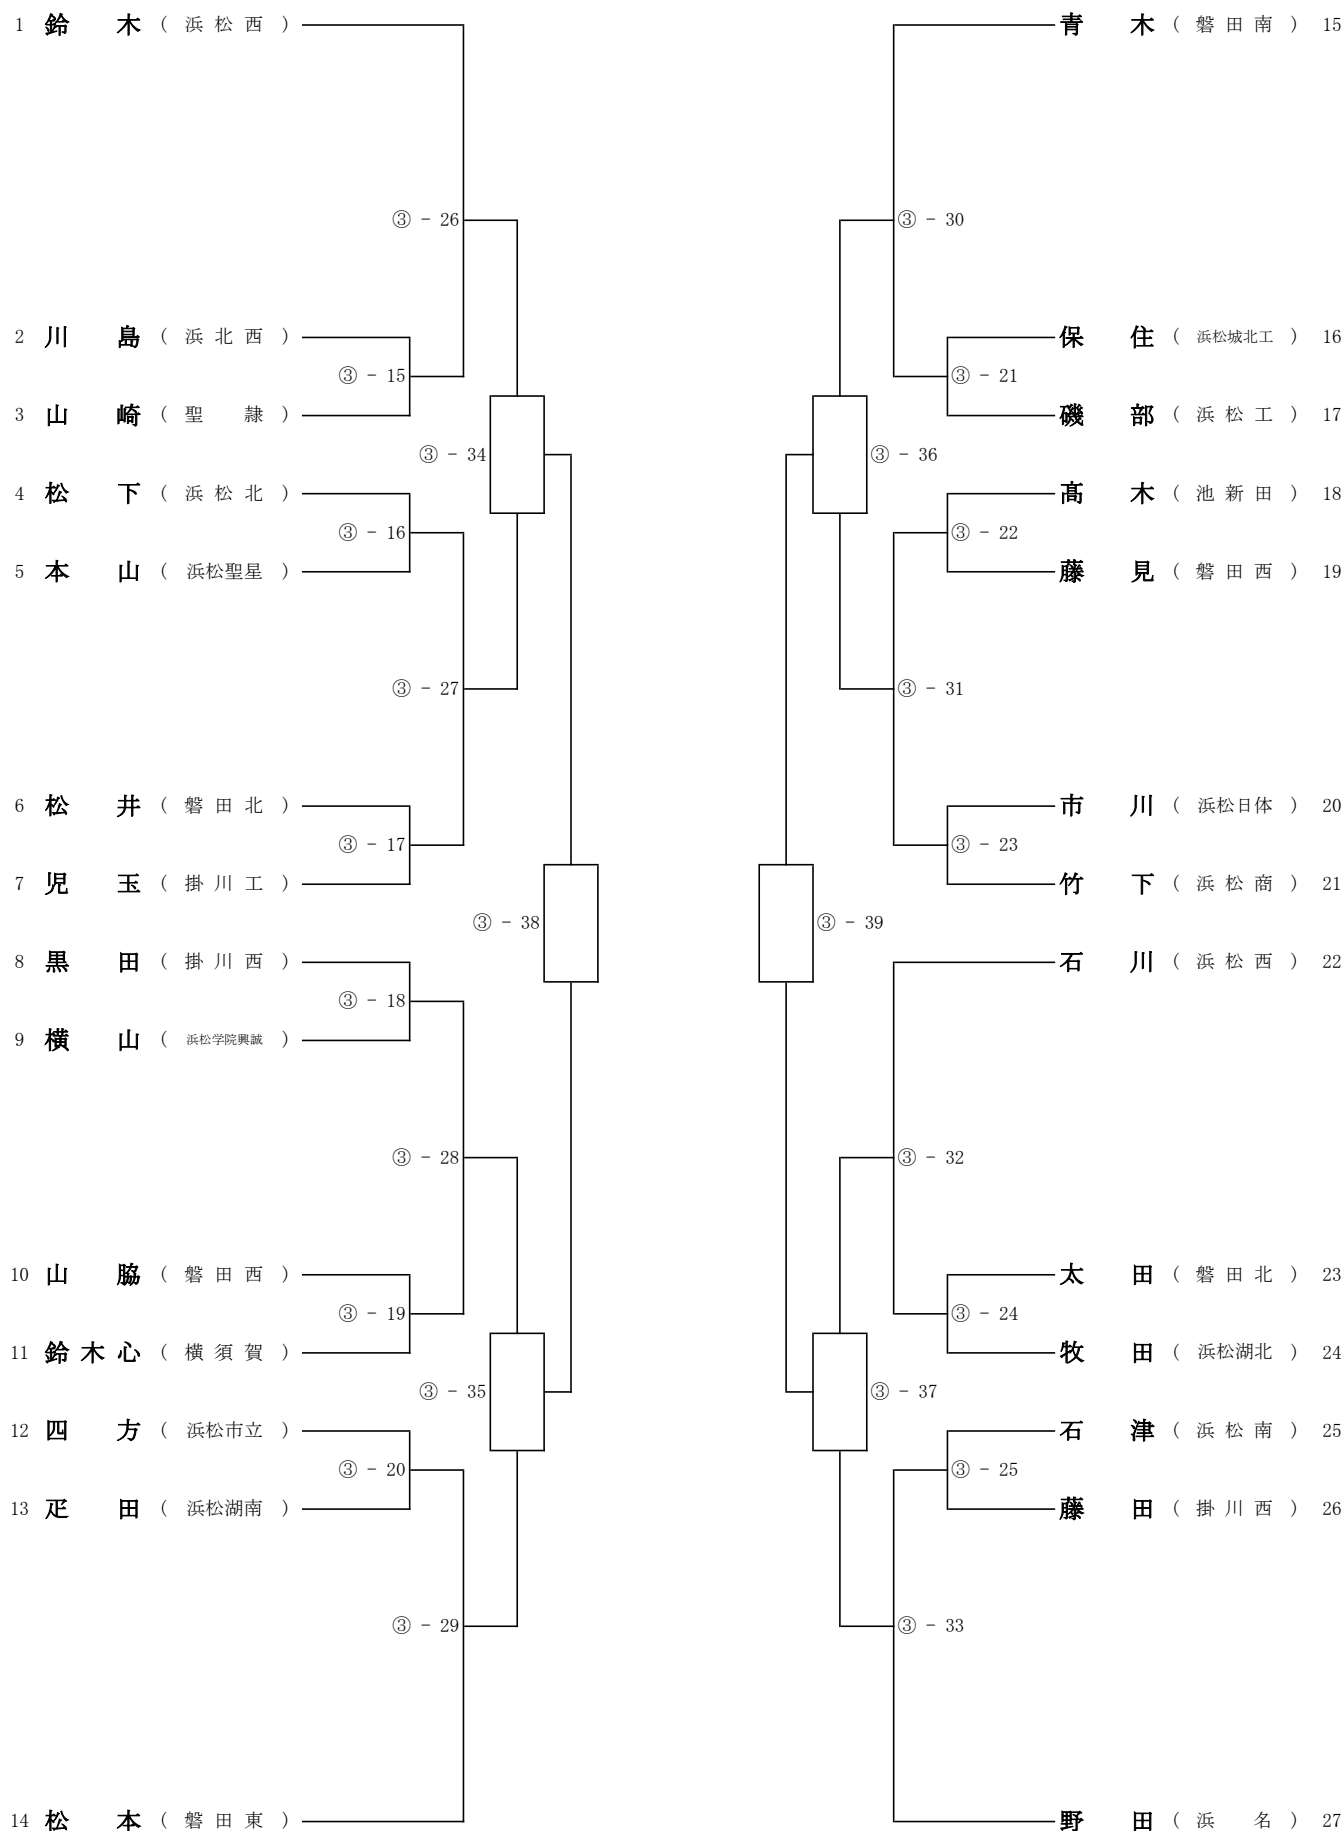 1 鈴木 ( 浜松西 ) 青木 ( 磐田南 ) 15
③ - 26 ③ - 30
2 川島 ( 浜北西 ) 保住 ( 浜松城北工 ) 16
③ - 15 ③ - 21
3 山崎 ( 聖隷 ) 磯部 ( 浜松工 ) 17
③ - 34 ③ - 36
4 松下 ( 浜松北 ) 髙木 ( 池新田 ) 18
③ - 16 ③ - 22
5 本山 ( 浜松聖星 ) 藤見 ( 磐田西 ) 19
③ - 27 ③ - 31
6 松井 ( 磐田北 ) 市川 ( 浜松日体 ) 20
③ - 17 ③ - 23
7 児玉 ( 掛川工 ) 竹下 ( 浜松商 ) 21
③ - 38 ③ - 39
8 黒田 ( 掛川西 ) 石川 ( 浜松西 ) 22
③ - 18
9 横山 ( 浜松学院興誠 )
③ - 28 ③ - 32
10 山脇 ( 磐田西 ) 太田 ( 磐田北 ) 23
③ - 19 ③ - 24
11 鈴木心 ( 横須賀 ) 牧田 ( 浜松湖北 ) 24
③ - 35 ③ - 37
12 四方 ( 浜松市立 ) 石津 ( 浜松南 ) 25
③ - 20 ③ - 25
13 疋田 ( 浜松湖南 ) 藤田 ( 掛川西 ) 26
③ - 29 ③ - 33
14 松本 ( 磐田東 ) 野田 ( 浜名 ) 27